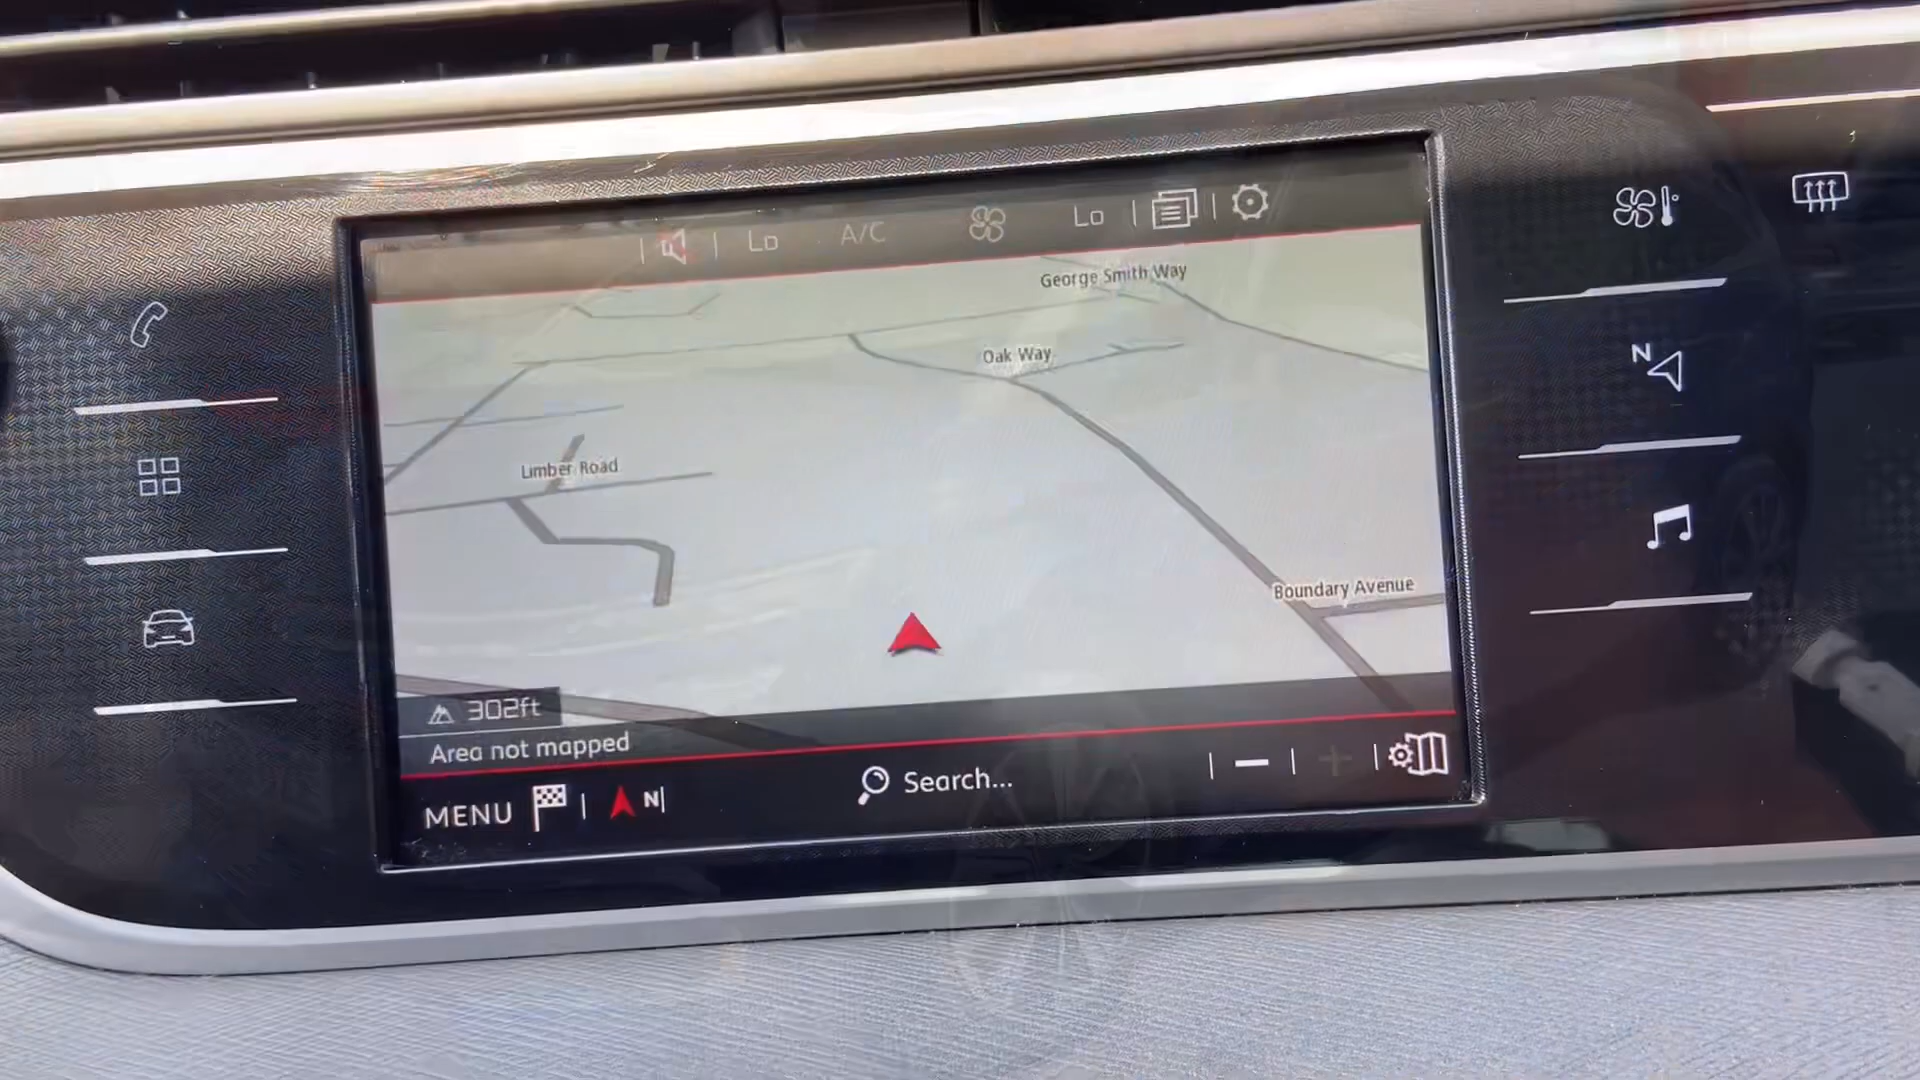 Lo A/C Lo
George Smith Way
Oak Way
Limber Road
Boundary Avenue
302ft
Area not mapped
MENU N Search...
N